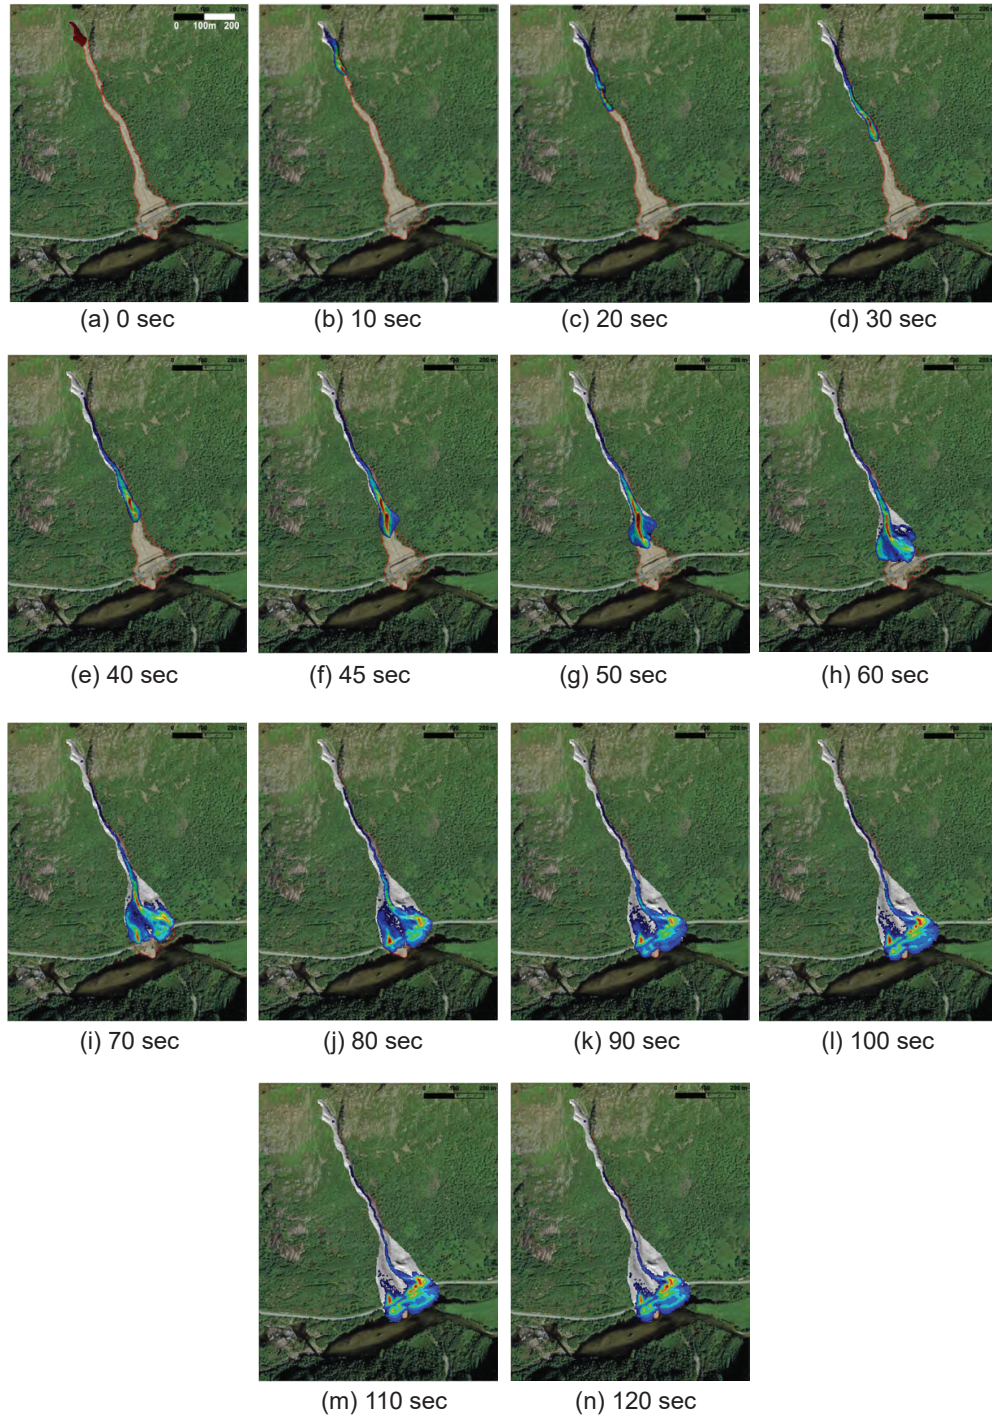 0 100m 200
(a) 0 sec
(b) 10 sec
(c) 20 sec
(d) 30 sec
(e) 40 sec
(f) 45 sec
(g) 50 sec
(h) 60 sec
(i) 70 sec
(j) 80 sec
(k) 90 sec
(l) 100 sec
(m) 110 sec
(n) 120 sec